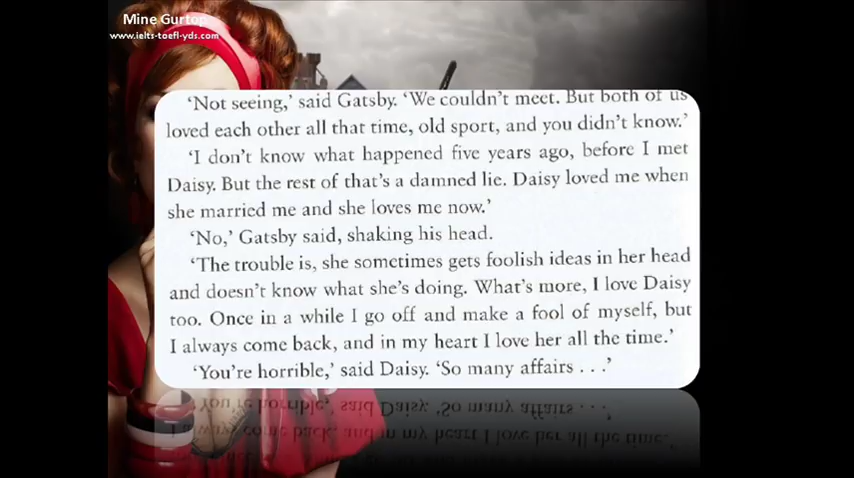 Mine Gurtop
www.ielts-toefl-yds.com
‘Not seeing,’ said Gatsby. ‘We couldn’t meet. But both of us
loved each other all that time, old sport, and you didn’t know.’
‘I don’t know what happened five years ago, before I met
Daisy. But the rest of that’s a damned lie. Daisy loved me when
she married me and she loves me now.’
‘No,’ Gatsby said, shaking his head.
‘The trouble is, she sometimes gets foolish ideas in her head
and doesn’t know what she’s doing. What’s more, I love Daisy
too. Once in a while I go off and make a fool of myself, but
I always come back, and in my heart I love her all the time.’
‘You’re horrible,’ said Daisy. ‘So many affairs . . .’